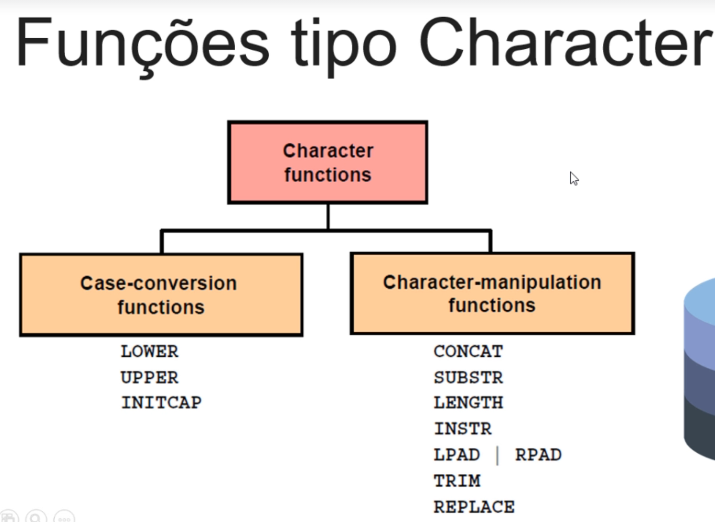 Funções tipo Character
Character
functions
Case-conversion
functions
LOWER
UPPER
INITCAP
Character-manipulation
functions
CONCAT
SUBSTR
LENGTH
INSTR
LPAD | RPAD
TRIM
REPLACE